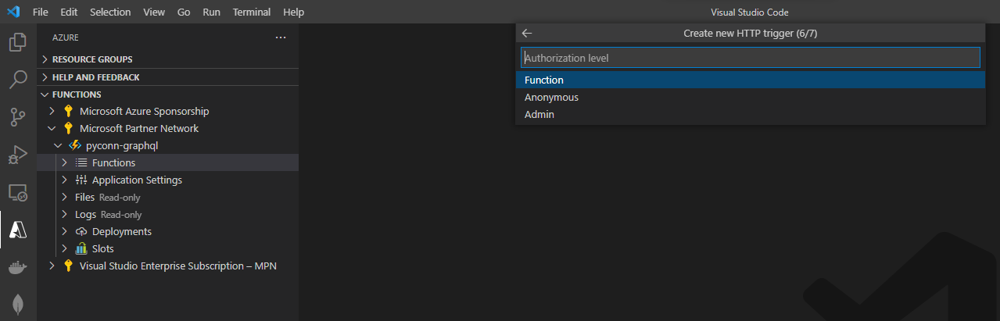 File Edit Selection View Go Run Terminal Help
Visual Studio Code
AZURE
RESOURCE GROUPS
HELP AND FEEDBACK
FUNCTIONS
Microsoft Azure Sponsorship
Microsoft Partner Network
pyconn-graphql
Functions
Application Settings
Files Read-only
Logs Read-only
Deployments
Slots
Visual Studio Enterprise Subscription – MPN
Create new HTTP trigger (6/7)
Authorization level
Function
Anonymous
Admin